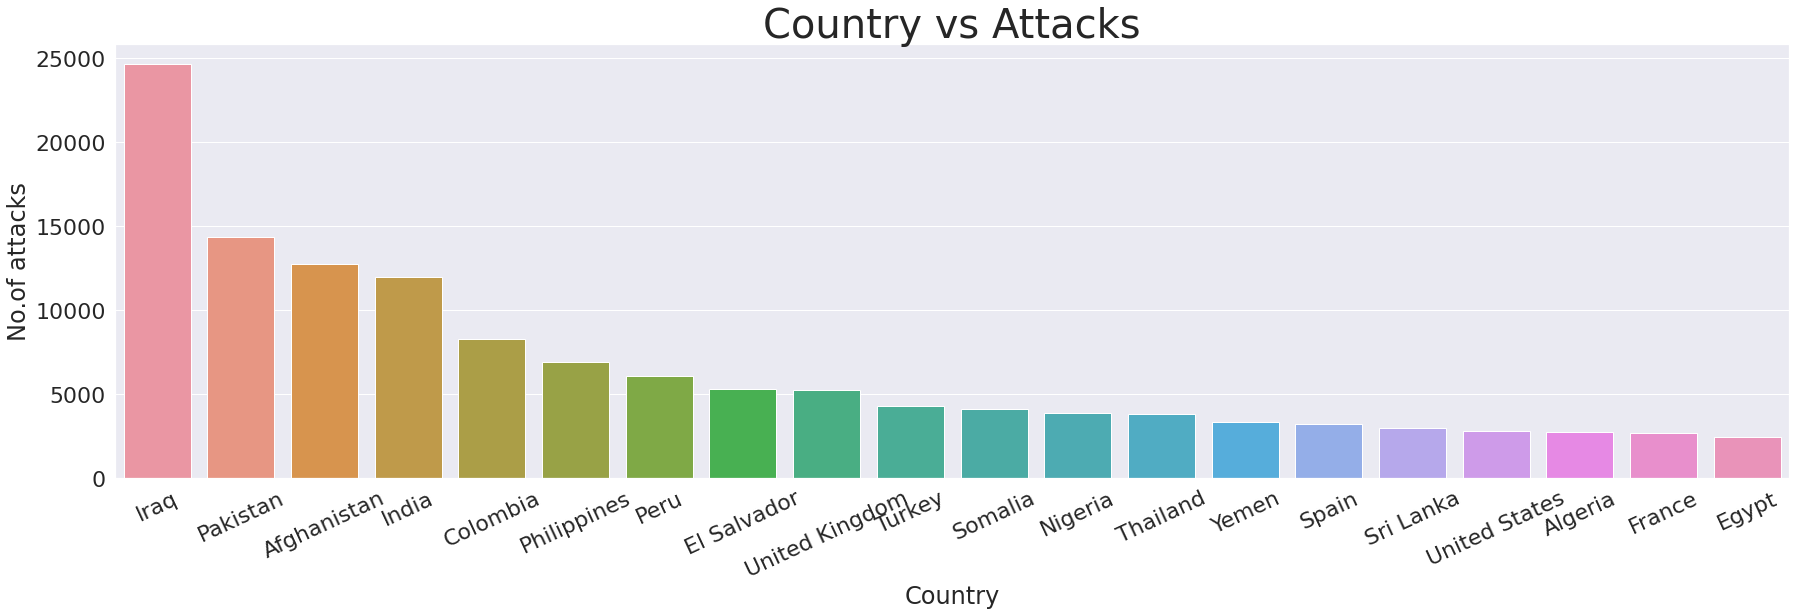 Country vs Attacks
No.of attacks
25000
20000
15000
10000
5000
0
Iraq
Pakistan
Afghanistan
India
Colombia
Philippines
Peru
El Salvador
United Kingdom
Turkey
Somalia
Nigeria
Thailand
Yemen
Spain
Sri Lanka
United States
Algeria
France
Egypt
Country